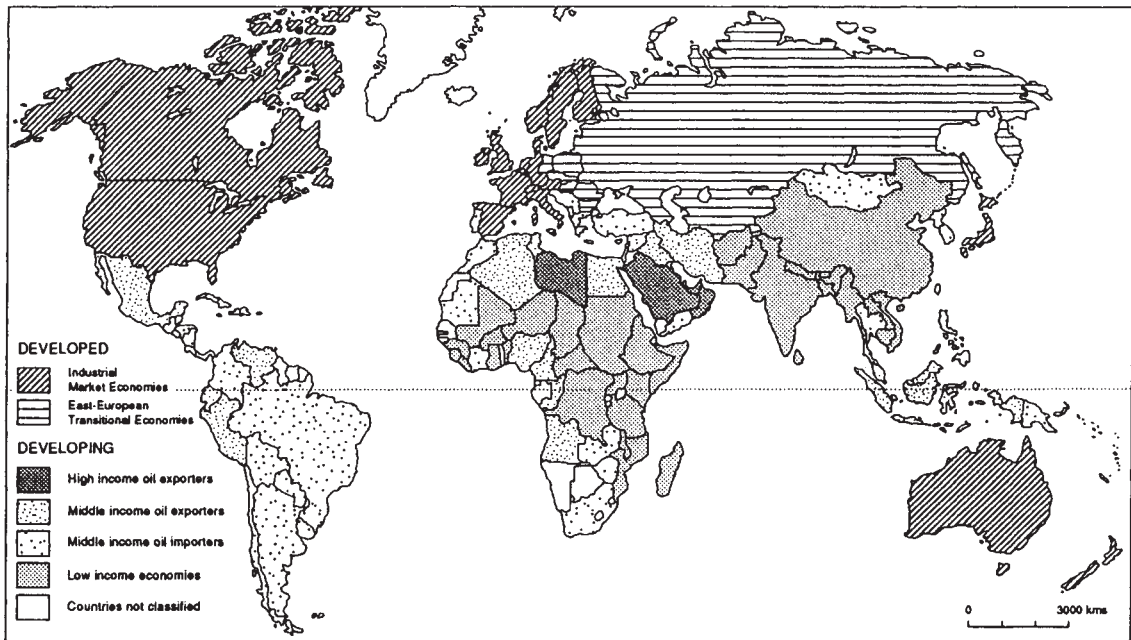 DEVELOPED
Industrial
Market Economies
East-European
Transitional Economies
DEVELOPING
High income oil exporters
Middle income oil exporters
Middle income oil importers
Low income economies
Countries not classified
0 3000 kms